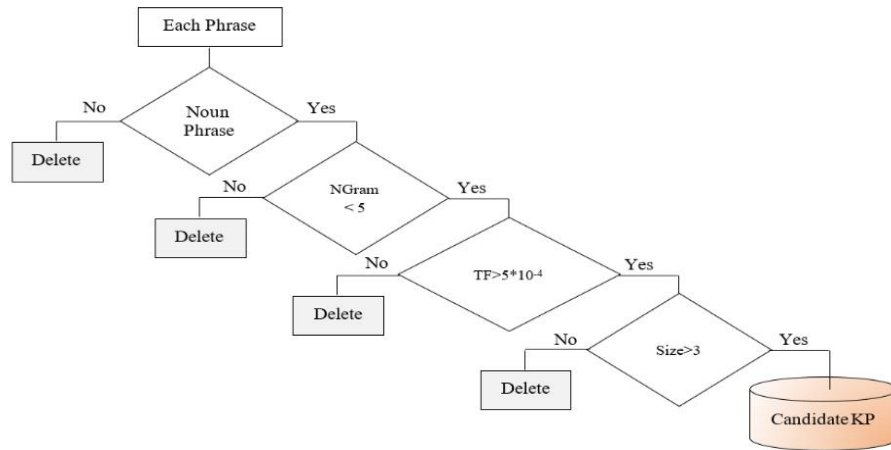 Each Phrase
No
Yes
Noun
Phrase
Delete
No
Yes
NGram
< 5
Delete
No
Yes
TF>5*10-4
Delete
No
Yes
Size>3
Delete
Candidate KP